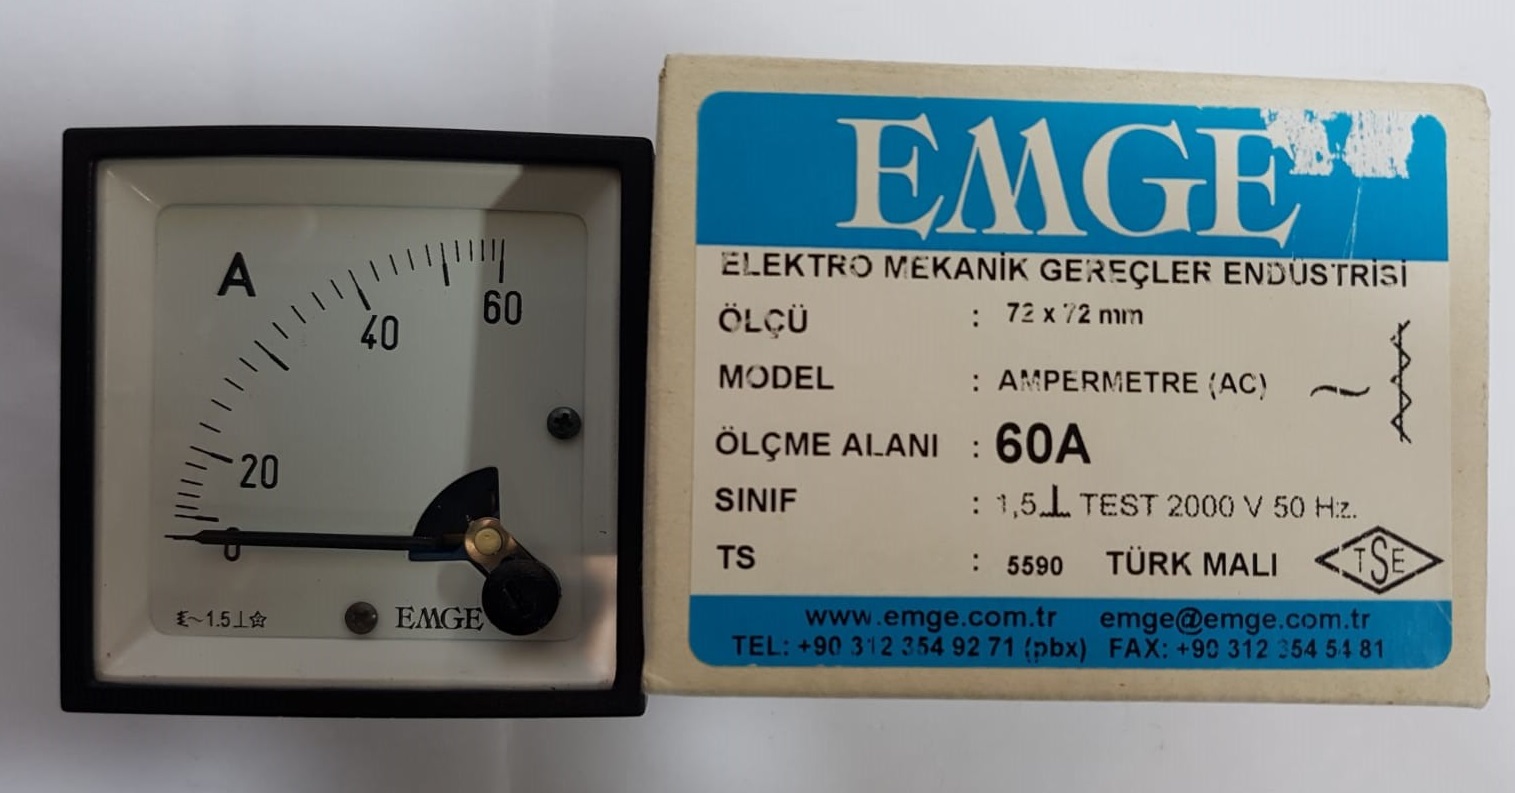 A
60
40
20
0
~1.5⊥
EMGE
EMGE
ELEKTRO MEKANİK GEREÇLER ENDÜSTRİSİ
ÖLÇÜ : 72 x 72 mm
MODEL : AMPERMETRE (AC) ~
ÖLÇME ALANI : 60A
SINIF : 1,5⊥ TEST 2000 V 50 Hz.
TS : 5590 TÜRK MALI TSE
www.emge.com.tr emge@emge.com.tr
TEL: +90 312 354 92 71 (pbx) FAX: +90 312 354 54 81